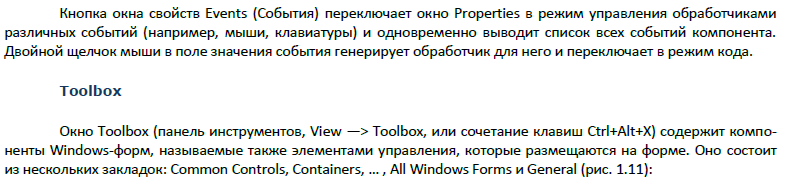 Кнопка окна свойств Events (События) переключает окно Properties в режим управления обработчиками
различных событий (например, мыши, клавиатуры) и одновременно выводит список всех событий компонента.
Двойной щелчок мыши в поле значения события генерирует обработчик для него и переключает в режим кода.
Toolbox
Окно Toolbox (панель инструментов, View —> Toolbox, или сочетание клавиш Ctrl+Alt+X) содержит компо-
ненты Windows-форм, называемые также элементами управления, которые размещаются на форме. Оно состоит
из нескольких закладок: Common Controls, Containers, … , All Windows Forms и General (рис. 1.11):